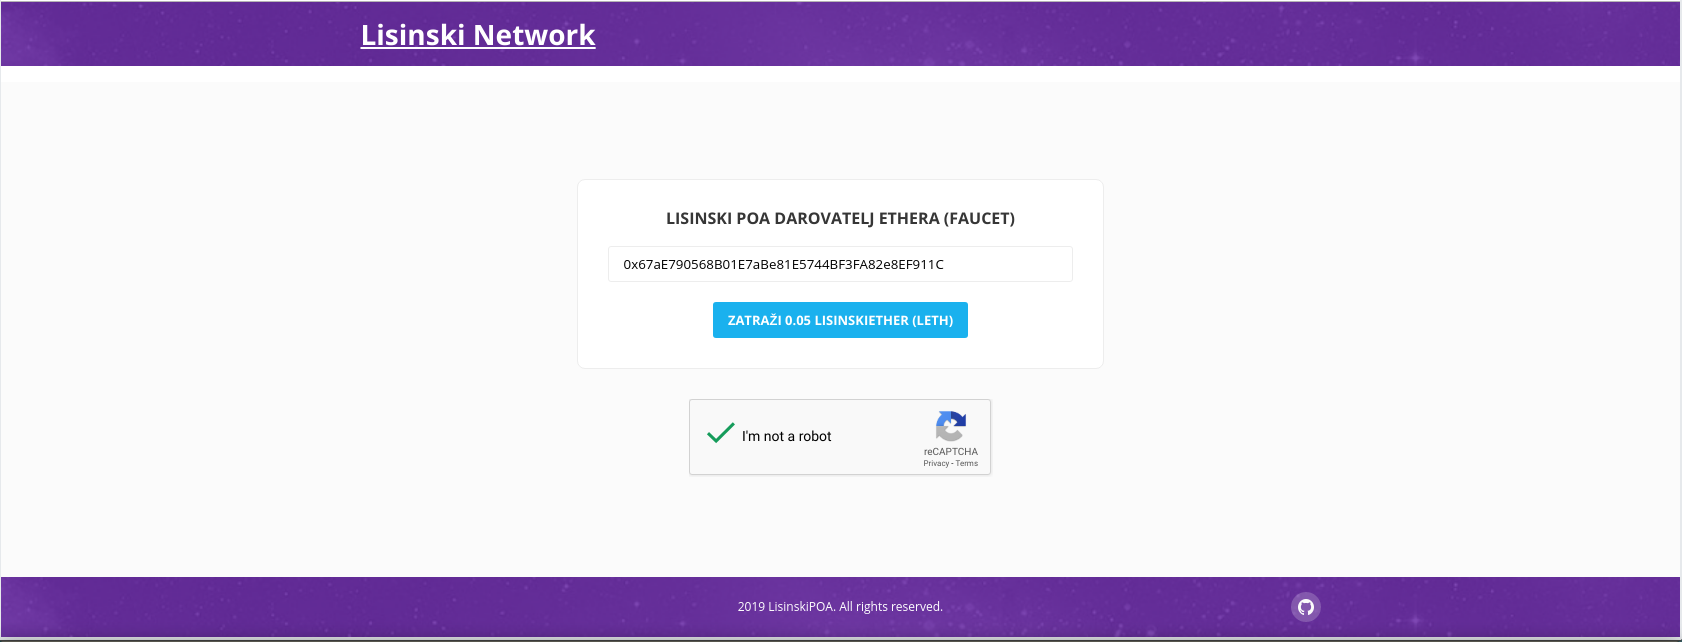 Lisinski Network
LISINSKI POA DAROVATELJ ETHERA (FAUCET)
0x67aE790568B01E7aBe81E5744BF3FA82e8EF911C
ZATRAŽI 0.05 LISINSKIETHER (LETH)
I'm not a robot
reCAPTCHA
Privacy - Terms
2019 LisinskiPOA. All rights reserved.